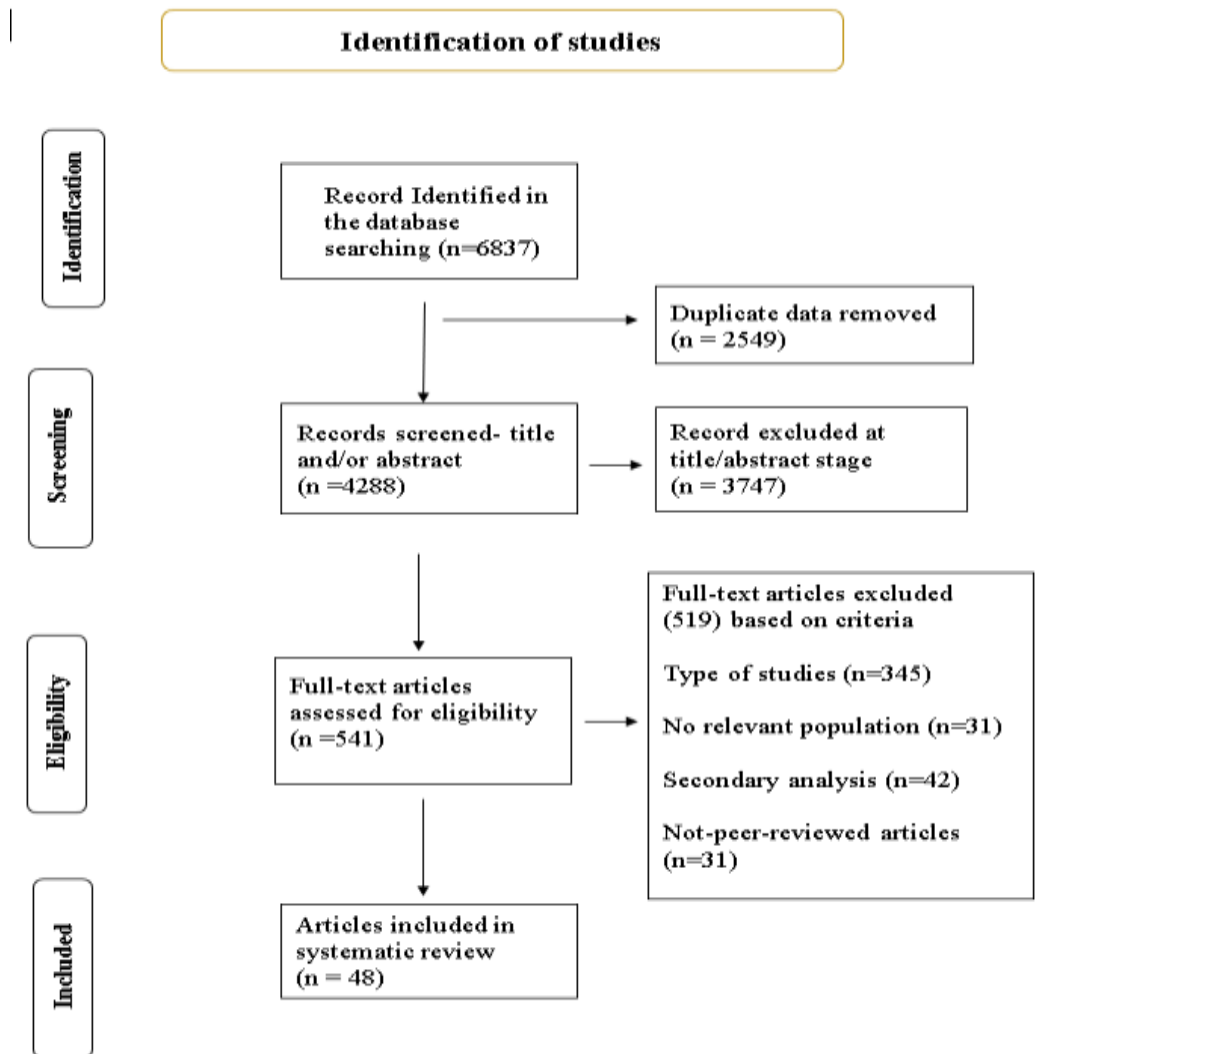 Identification of studies
Identification
Record Identified in
the database
searching (n=6837)
Duplicate data removed
(n = 2549)
Screening
Records screened- title
and/or abstract
(n =4288)
Record excluded at
title/abstract stage
(n = 3747)
Eligibility
Full-text articles
assessed for eligibility
(n =541)
Full-text articles excluded
(519) based on criteria
Type of studies (n=345)
No relevant population (n=31)
Secondary analysis (n=42)
Not-peer-reviewed articles
(n=31)
Included
Articles included in
systematic review
(n = 48)